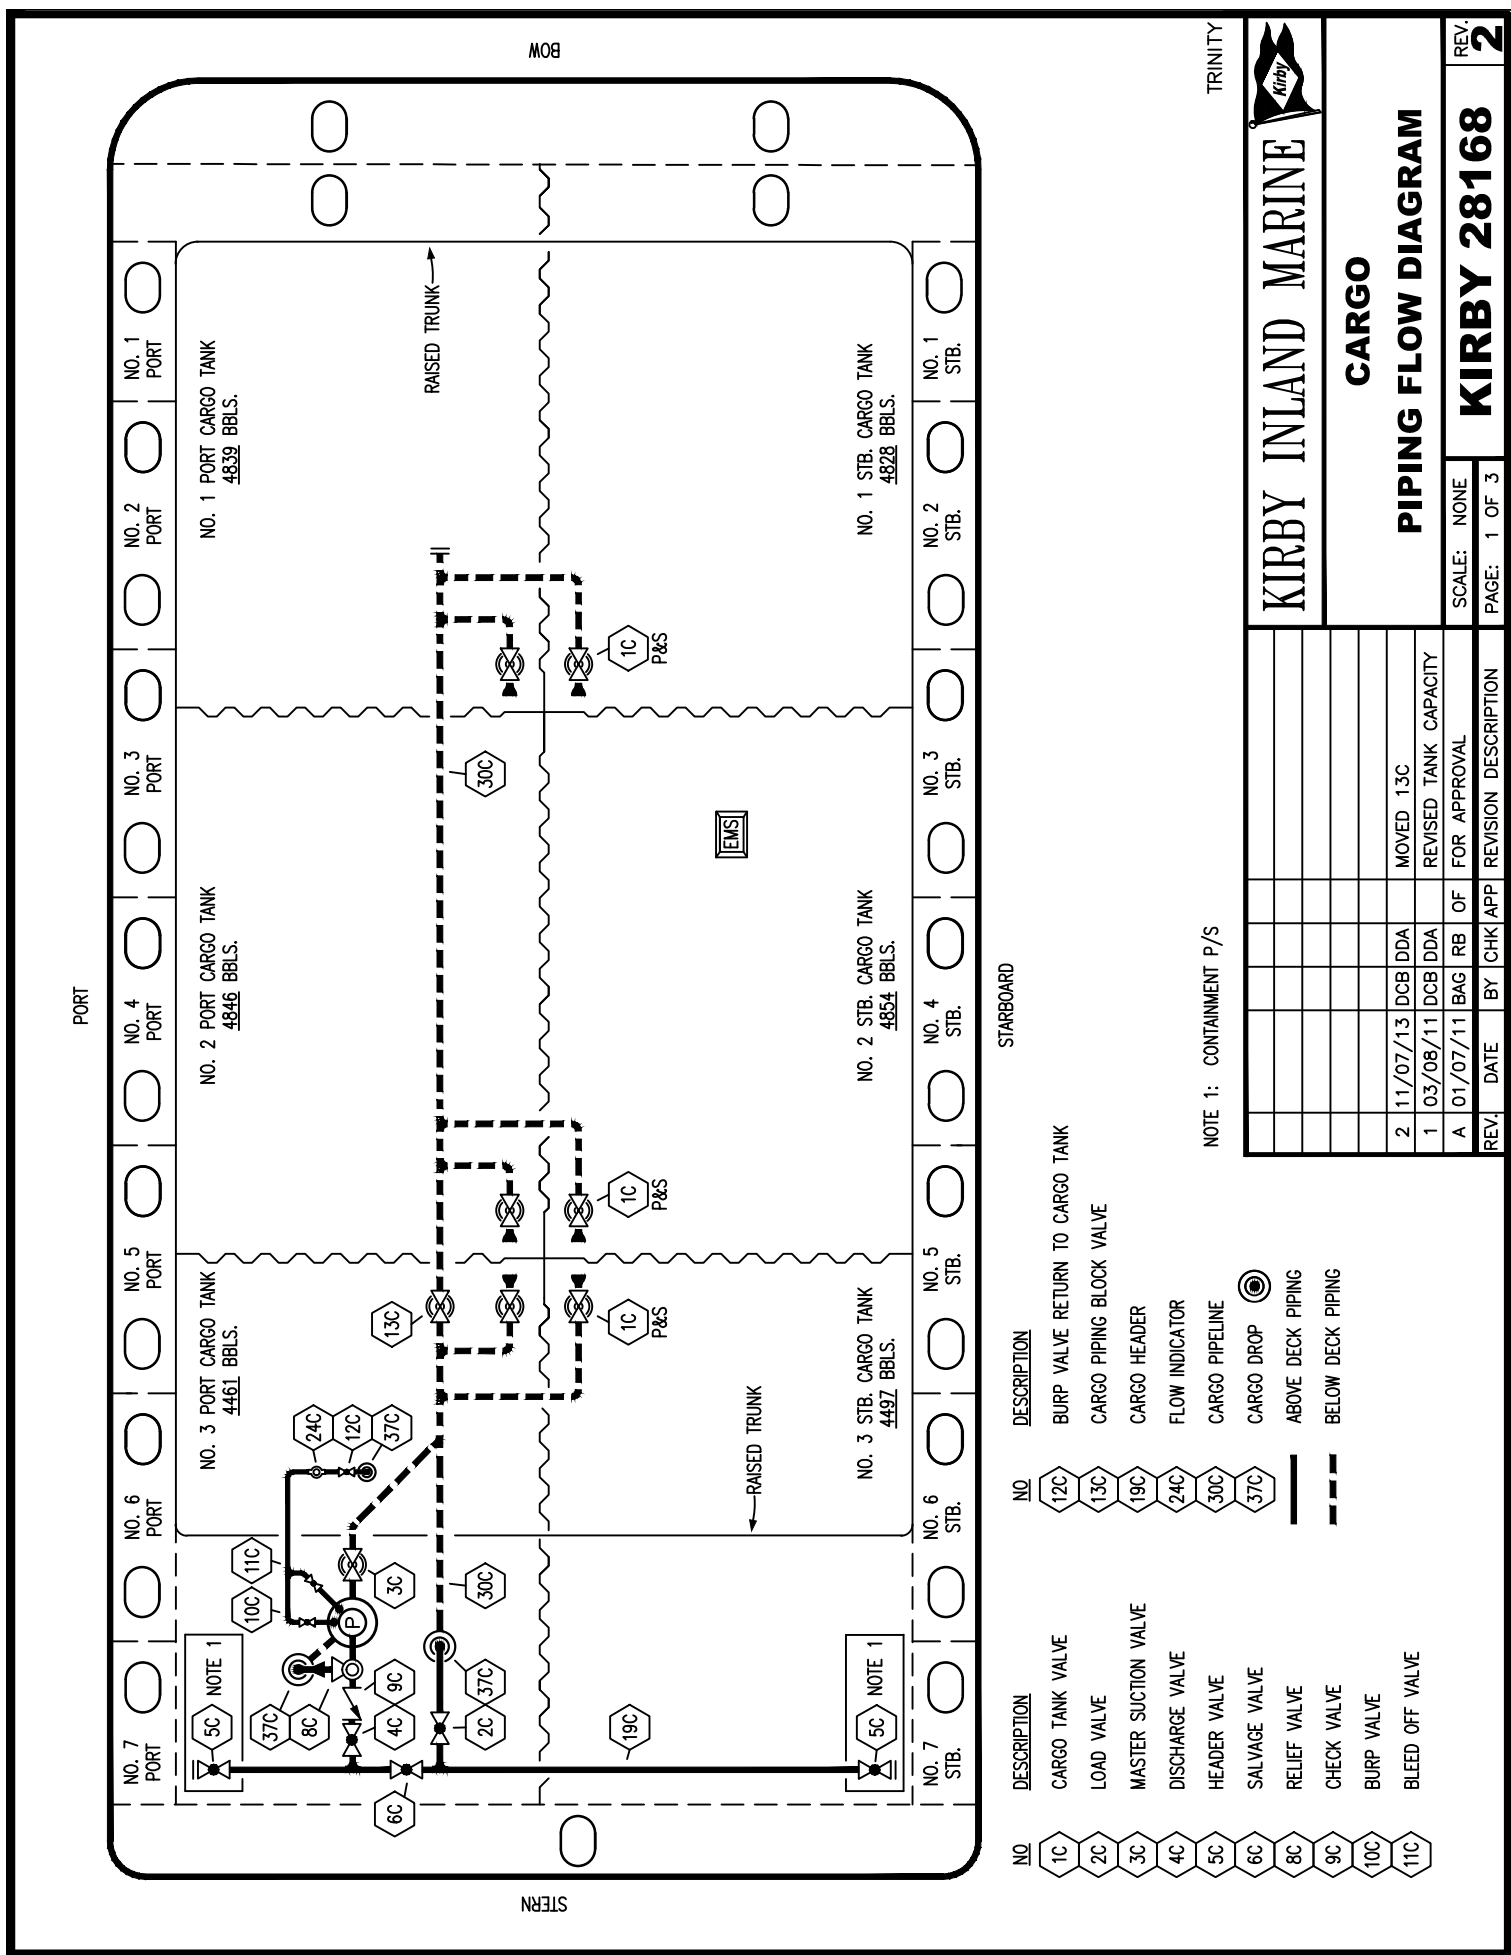 PORT
STERN
BOW
STARBOARD
NO. 7
PORT
NO. 6
PORT
NO. 5
PORT
NO. 4
PORT
NO. 3
PORT
NO. 2
PORT
NO. 1
PORT
NO. 3 PORT CARGO TANK
4461 BBLS.
NO. 2 PORT CARGO TANK
4846 BBLS.
NO. 1 PORT CARGO TANK
4839 BBLS.
5C
NOTE 1
37C
8C
9C
4C
6C
2C
37C
10C
11C
P
3C
30C
24C
12C
37C
13C
1C
P&S
1C
P&S
30C
1C
P&S
RAISED TRUNK
19C
RAISED TRUNK
EMS
5C
NOTE 1
NO. 3 STB. CARGO TANK
4497 BBLS.
NO. 2 STB. CARGO TANK
4854 BBLS.
NO. 1 STB. CARGO TANK
4828 BBLS.
NO. 7
STB.
NO. 6
STB.
NO. 5
STB.
NO. 4
STB.
NO. 3
STB.
NO. 2
STB.
NO. 1
STB.
NO DESCRIPTION
1C CARGO TANK VALVE
2C LOAD VALVE
3C MASTER SUCTION VALVE
4C DISCHARGE VALVE
5C HEADER VALVE
6C SALVAGE VALVE
8C RELIEF VALVE
9C CHECK VALVE
10C BURP VALVE
11C BLEED OFF VALVE
NO DESCRIPTION
12C BURP VALVE RETURN TO CARGO TANK
13C CARGO PIPING BLOCK VALVE
19C CARGO HEADER
24C FLOW INDICATOR
30C CARGO PIPELINE
37C CARGO DROP
ABOVE DECK PIPING
BELOW DECK PIPING
NOTE 1: CONTAINMENT P/S
TRINITY
2 11/07/13 DCB DDA MOVED 13C
1 03/08/11 DCB DDA REVISED TANK CAPACITY
A 01/07/11 BAG RB OF FOR APPROVAL
REV. DATE BY CHK APP REVISION DESCRIPTION
KIRBY INLAND MARINE
Kirby
CARGO
PIPING FLOW DIAGRAM
SCALE: NONE
PAGE: 1 OF 3
KIRBY 28168
REV.
2